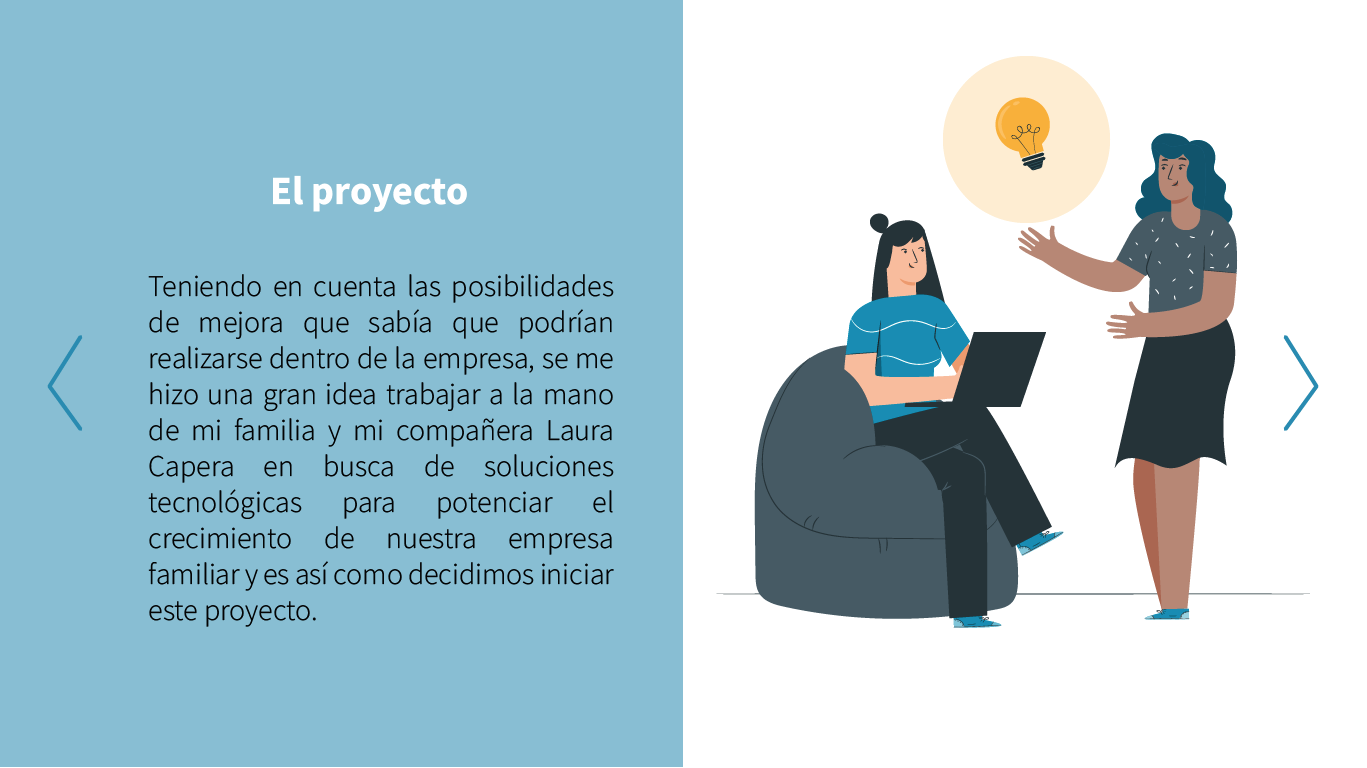 El proyecto
Teniendo en cuenta las posibilidades
de mejora que sabía que podrían
realizarse dentro de la empresa, se me
hizo una gran idea trabajar a la mano
de mi familia y mi compañera Laura
Capera en busca de soluciones
tecnológicas para potenciar el
crecimiento de nuestra empresa
familiar y es así como decidimos iniciar
este proyecto.